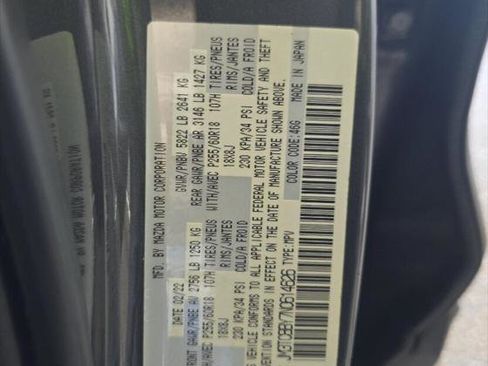 MFD. BY MAZDA MOTOR CORPORATION
DATE: 02/22
GVWR/PNBV 5822 LB 2641 KG
FRONT GAWR/PNBE AV 2756 LB 1250 KG
REAR GAWR/PNBE AR 3146 LB 1427 KG
WITH/AVEC P255/60R18 107H TIRES/PNEUS
WITH/AVEC P255/60R18 107H TIRES/PNEUS
18X8J RIMS/JANTES
18X8J RIMS/JANTES
230 KPA/34 PSI COLD/A FROID
230 KPA/34 PSI COLD/A FROID
THIS VEHICLE CONFORMS TO ALL APPLICABLE FEDERAL MOTOR VEHICLE SAFETY AND THEFT
PREVENTION STANDARDS IN EFFECT ON THE DATE OF MANUFACTURE SHOWN ABOVE.
TYPE: MPV
COLOR CODE: 46G
MADE IN JAPAN